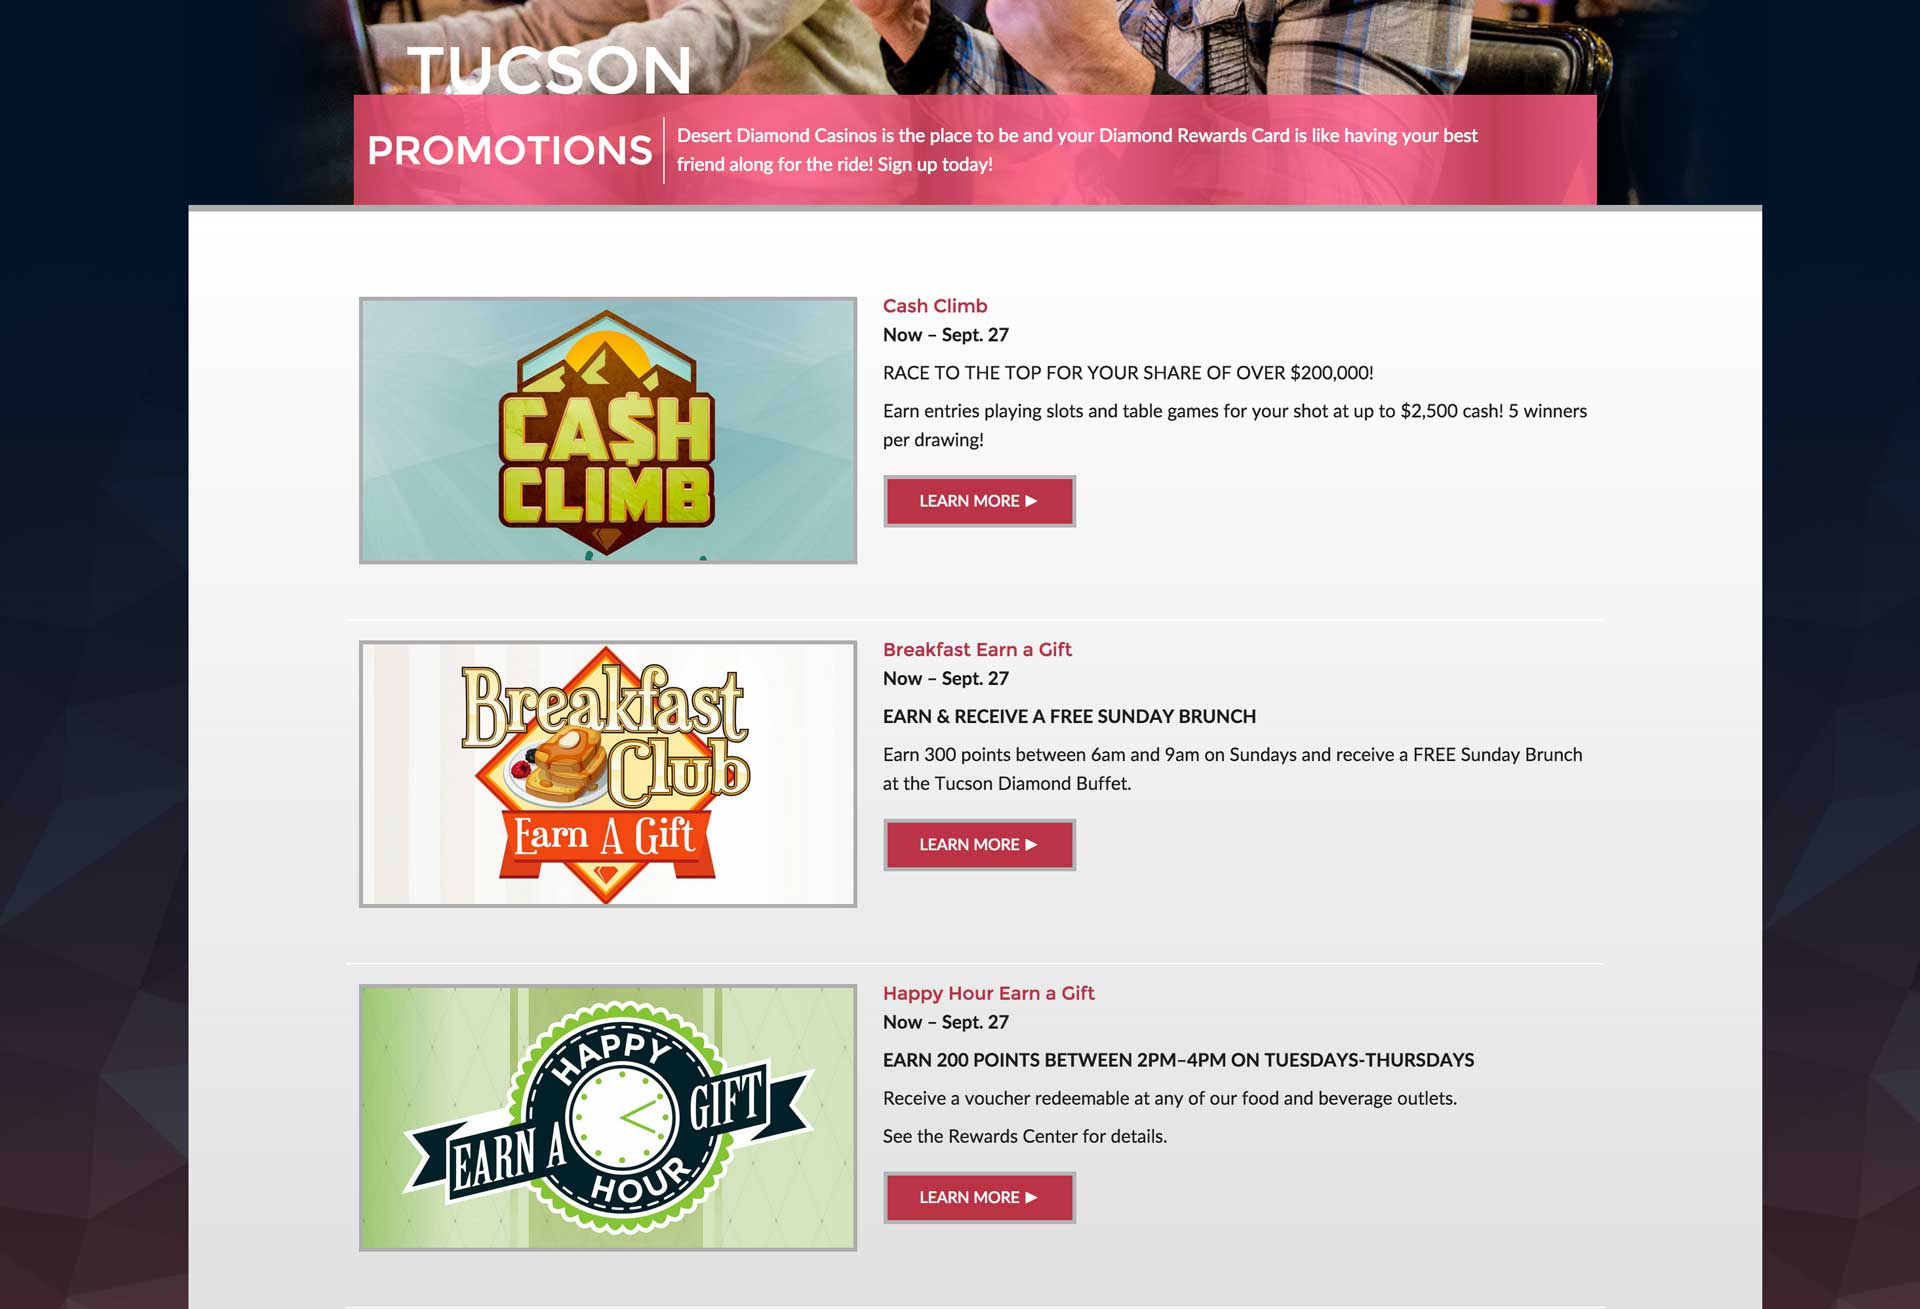 TUCSON
PROMOTIONS
Desert Diamond Casinos is the place to be and your Diamond Rewards Card is like having your best
friend along for the ride! Sign up today!
CA$H
CLIMB
Cash Climb
Now – Sept. 27
RACE TO THE TOP FOR YOUR SHARE OF OVER $200,000!
Earn entries playing slots and table games for your shot at up to $2,500 cash! 5 winners
per drawing!
LEARN MORE ▶
Breakfast
Club
Earn A Gift
Breakfast Earn a Gift
Now – Sept. 27
EARN & RECEIVE A FREE SUNDAY BRUNCH
Earn 300 points between 6am and 9am on Sundays and receive a FREE Sunday Brunch
at the Tucson Diamond Buffet.
LEARN MORE ▶
HAPPY
HOUR
EARN A GIFT
Happy Hour Earn a Gift
Now – Sept. 27
EARN 200 POINTS BETWEEN 2PM–4PM ON TUESDAYS-THURSDAYS
Receive a voucher redeemable at any of our food and beverage outlets.
See the Rewards Center for details.
LEARN MORE ▶